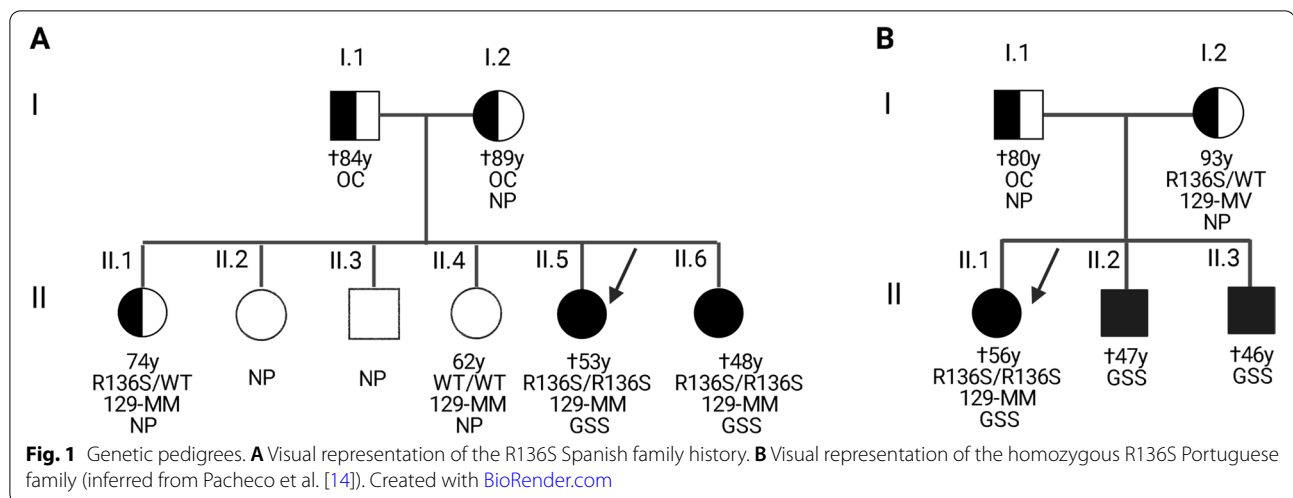 A
I.1
I.2
I
†84y
OC
†89y
OC
NP
II.1
II.2
II.3
II.4
II.5
II.6
II
74y
R136S/WT
129-MM
NP
NP
NP
62y
WT/WT
129-MM
NP
†53y
R136S/R136S
129-MM
GSS
†48y
R136S/R136S
129-MM
GSS
B
I.1
I.2
I
†80y
OC
NP
93y
R136S/WT
129-MV
NP
II.1
II.2
II.3
II
†56y
R136S/R136S
129-MM
GSS
†47y
GSS
†46y
GSS
Fig. 1 Genetic pedigrees. A Visual representation of the R136S Spanish family history. B Visual representation of the homozygous R136S Portuguese
family (inferred from Pacheco et al. [14]). Created with BioRender.com